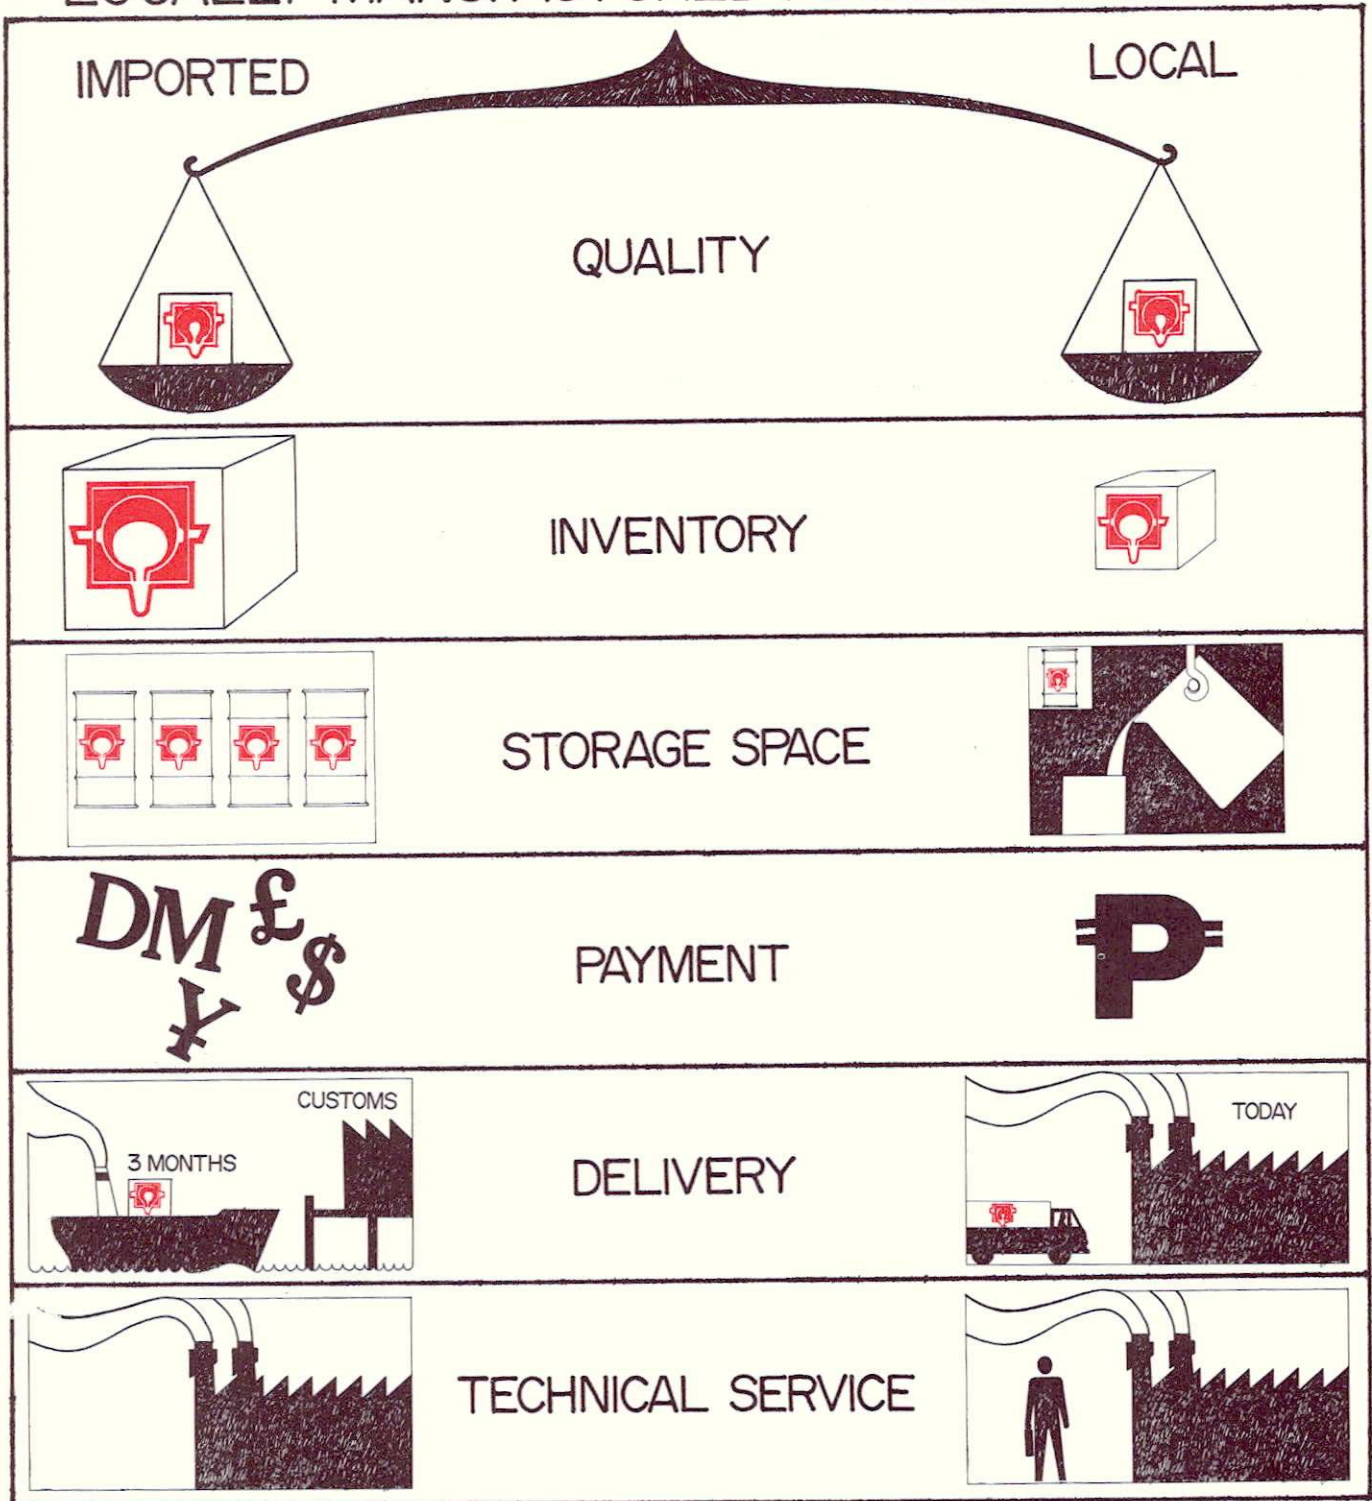 IMPORTED
LOCAL
QUALITY
INVENTORY
STORAGE SPACE
DM £
$
¥
PAYMENT
₱
CUSTOMS
3 MONTHS
DELIVERY
TODAY
TECHNICAL SERVICE